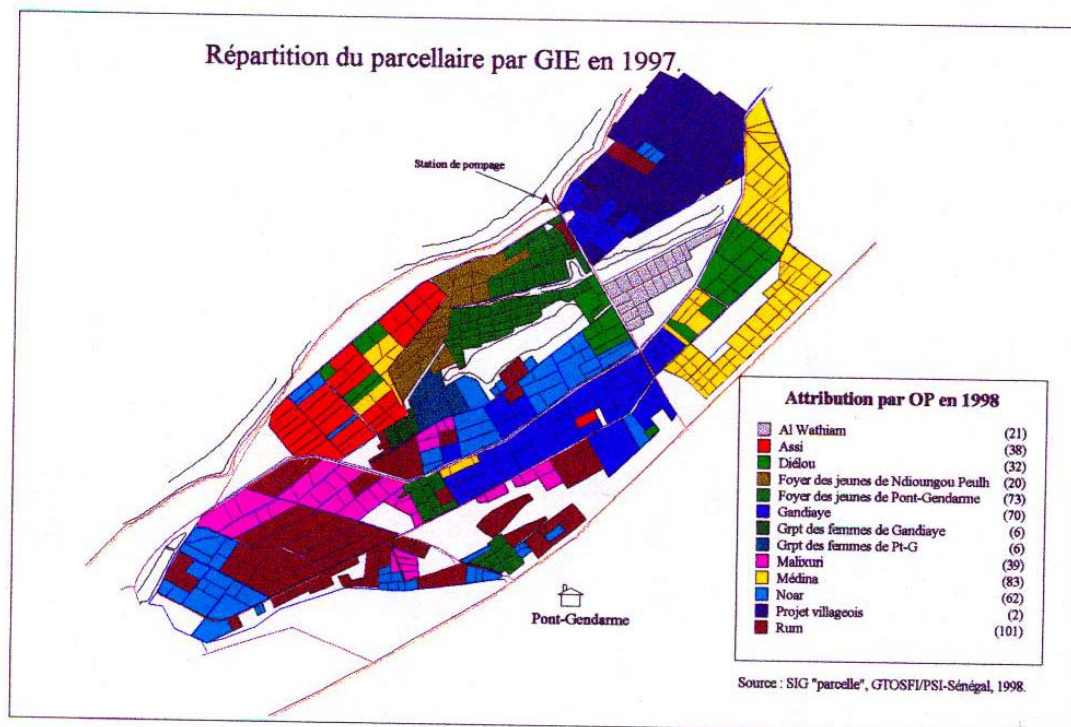 Répartition du parcellaire par GIE en 1997.
Station de pompage
Attribution par OP en 1998
Al Wathiam (21)
Assi (38)
Diélou (32)
Foyer des jeunes de Ndioungou Peulh (20)
Foyer des jeunes de Pont-Gendarme (73)
Gandiaye (70)
Grpt des femmes de Gandiaye (6)
Grpt des femmes de Pt-G (6)
Malixuri (39)
Médina (83)
Noar (62)
Projet villageois (2)
Rum (101)
Pont-Gendarme
Source : SIG "parcelle", GTOSFI/PSI-Sénégal, 1998.